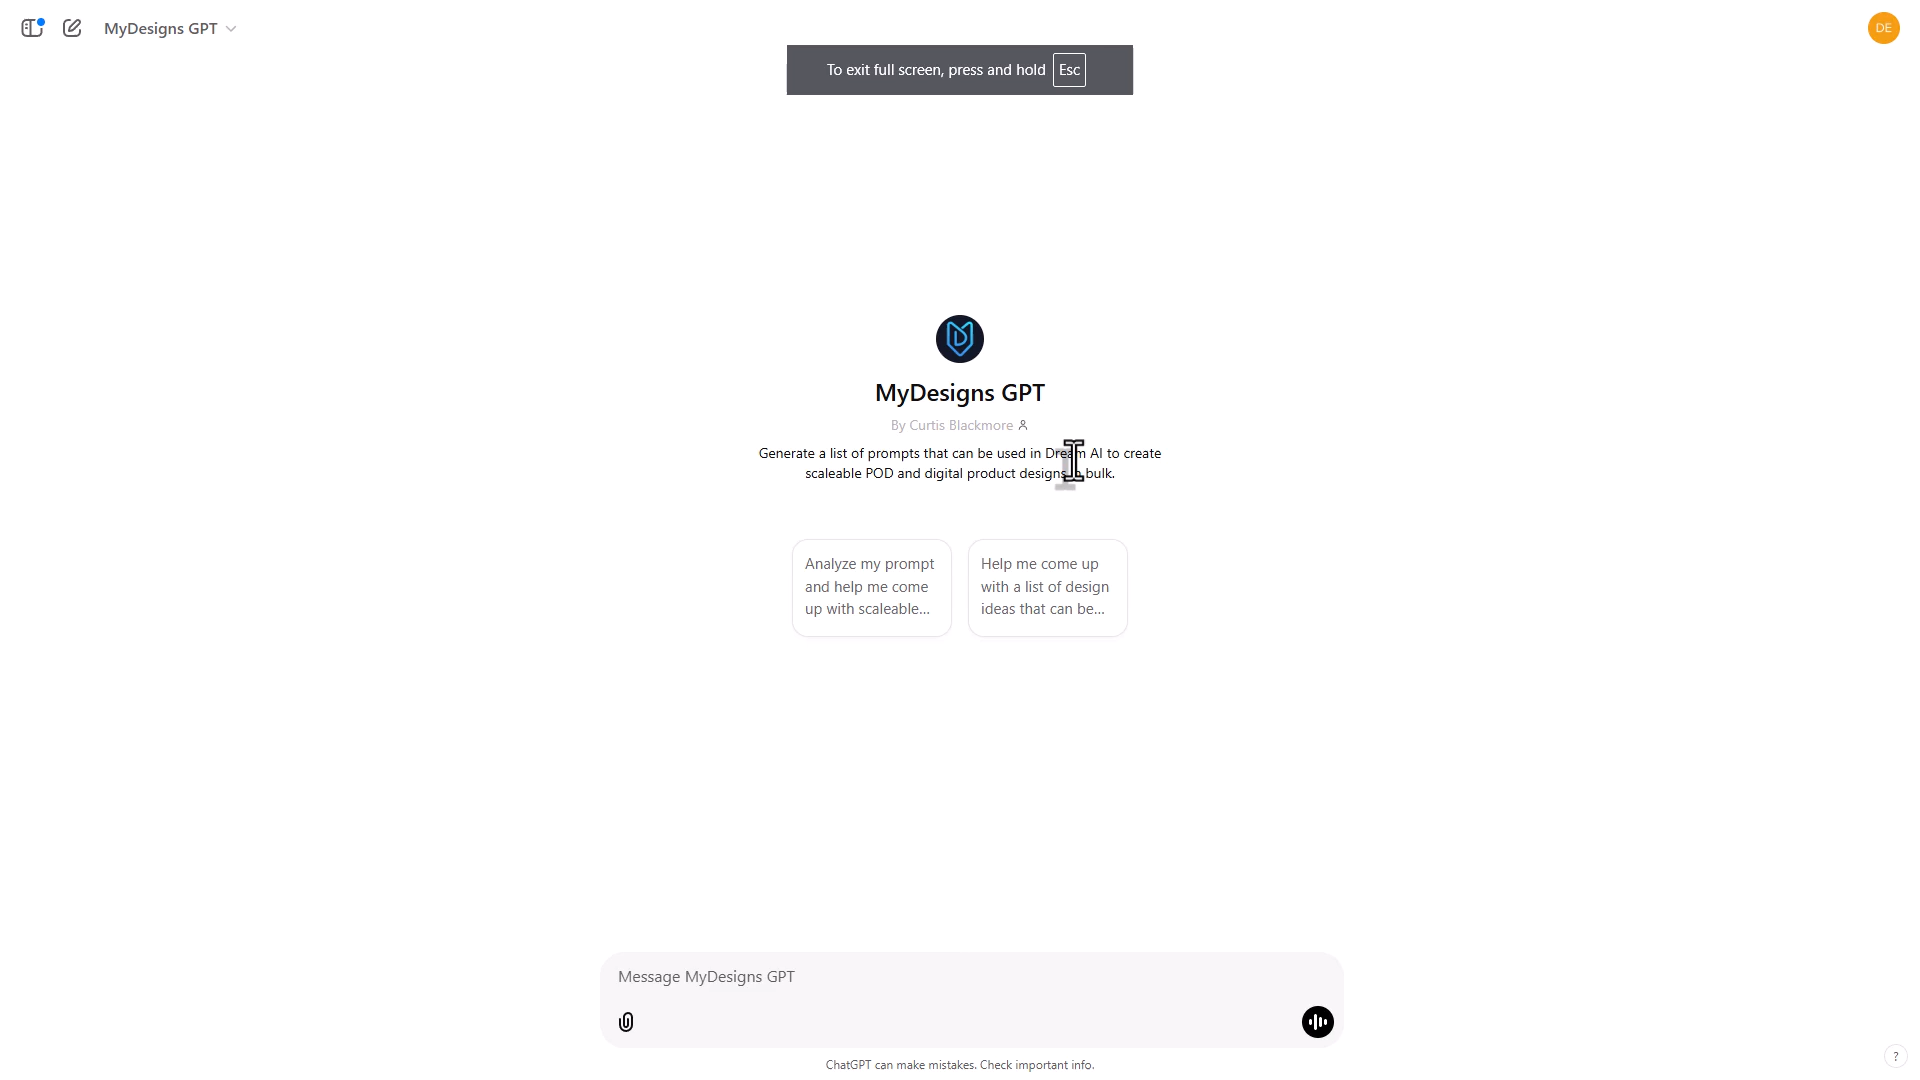 MyDesigns GPT
DE
To exit full screen, press and hold Esc
MyDesigns GPT
By Curtis Blackmore
Generate a list of prompts that can be used in Dream AI to create
scaleable POD and digital product designs in bulk.
Analyze my prompt
and help me come
up with scaleable...
Help me come up
with a list of design
ideas that can be...
Message MyDesigns GPT
ChatGPT can make mistakes. Check important info.
?